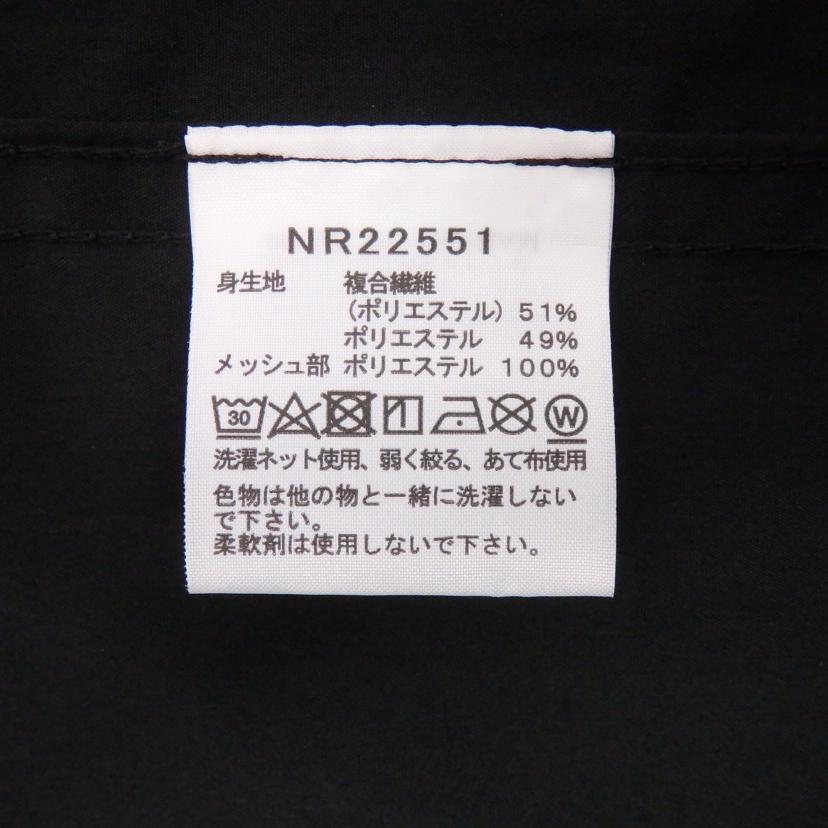 NR22551
身生地 複合繊維
(ポリエステル) 51%
ポリエステル 49%
メッシュ部 ポリエステル 100%
30 W
洗濯ネット使用、弱く絞る、あて布使用
色物は他の物と一緒に洗濯しない
で下さい。
柔軟剤は使用しないで下さい。